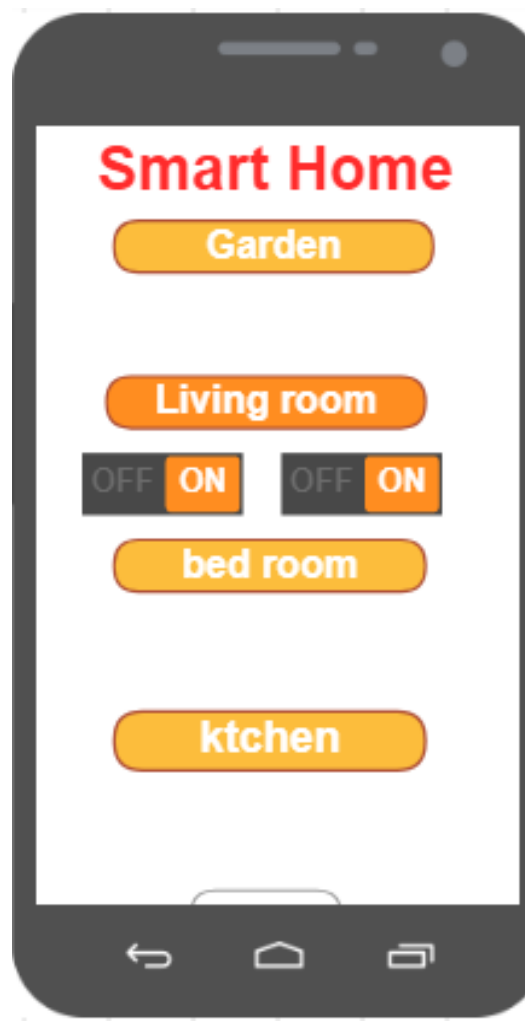 Smart Home
Garden
Living room
OFF ON OFF ON
bed room
ktchen